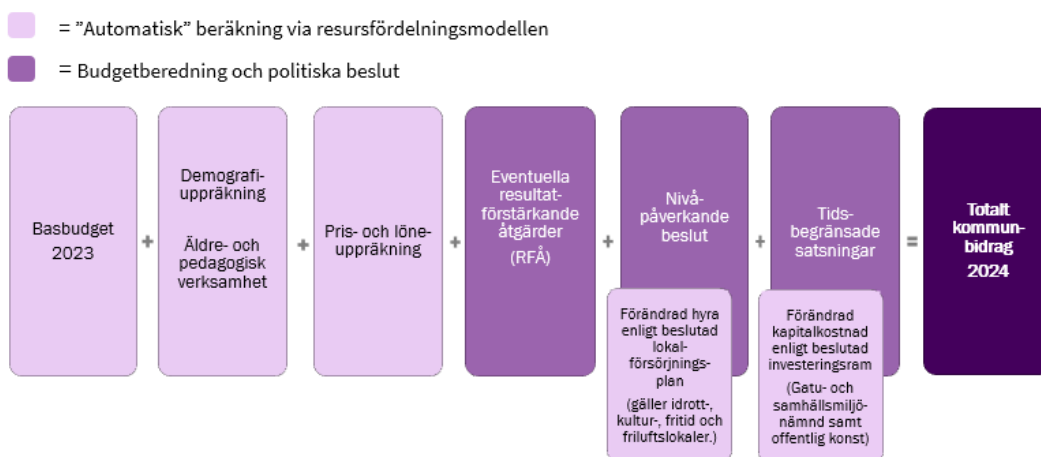 = ”Automatisk” beräkning via resursfördelningsmodellen
= Budgetberedning och politiska beslut
Basbudget
2023
+
Demografi-
uppräkning
Äldre- och
pedagogisk
verksamhet
+
Pris- och löne-
uppräkning
+
Eventuella
resultat-
förstärkande
åtgärder
(RFÅ)
+
Nivå-
påverkande
beslut
Förändrad hyra
enligt beslutad
lokal-
försörjnings-
plan
(gäller idrott-,
kultur-, fritid och
friluftslokaler.)
+
Tids-
begränsade
satsningar
Förändrad
kapitalkostnad
enligt beslutad
investeringsram
(Gatu- och
samhällsmiljö-
nämnd samt
offentlig konst)
=
Totalt
kommun-
bidrag
2024